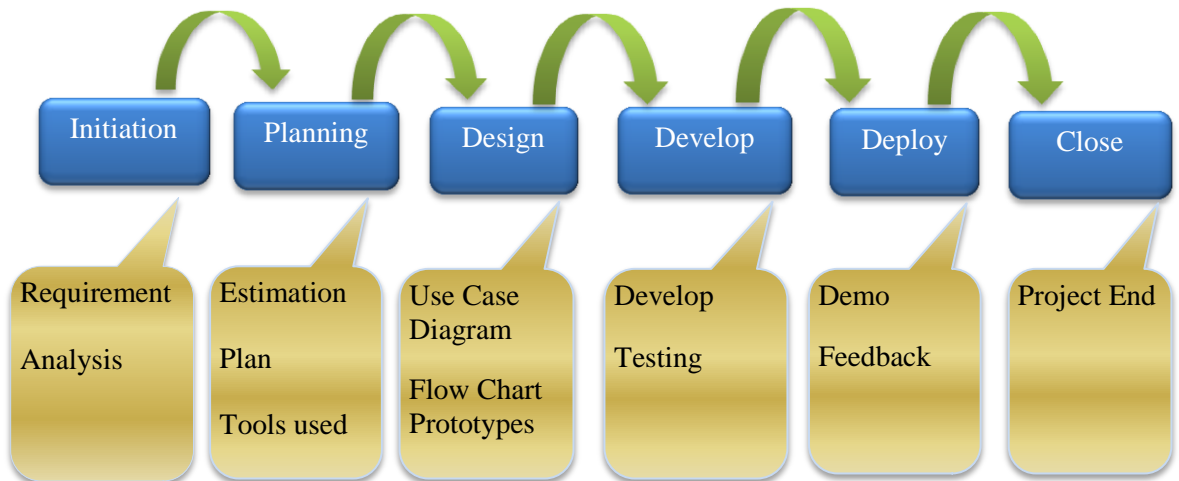 Initiation
Planning
Design
Develop
Deploy
Close
Requirement
Analysis
Estimation
Plan
Tools used
Use Case
Diagram
Flow Chart
Prototypes
Develop
Testing
Demo
Feedback
Project End